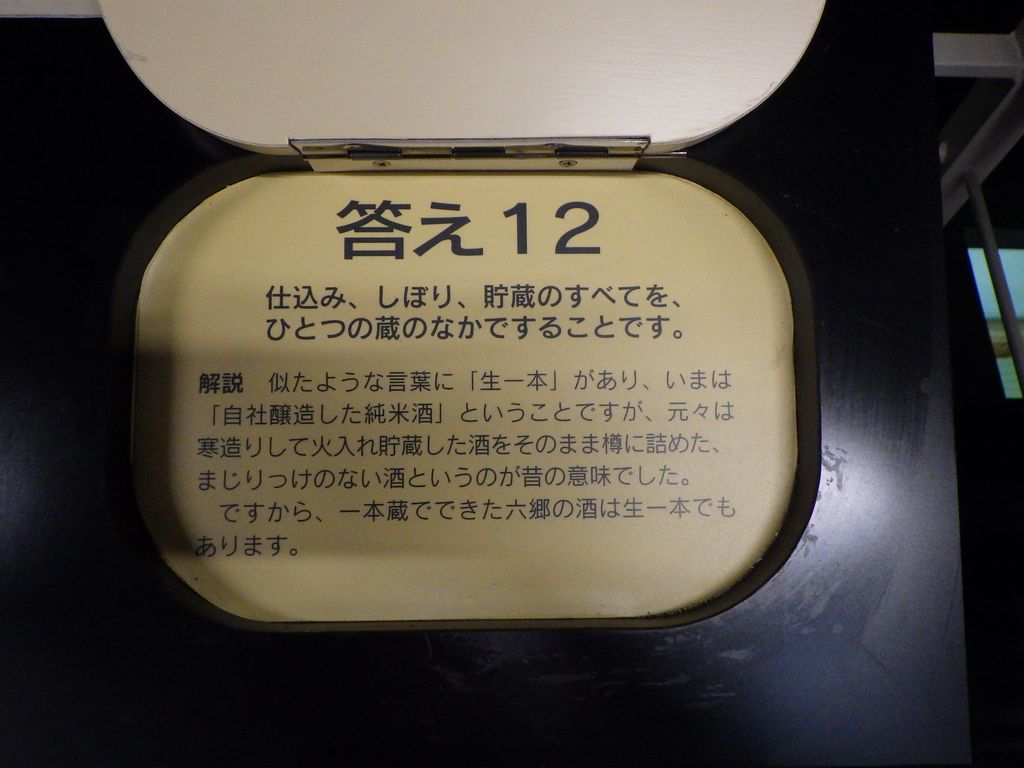 答え12
仕込み、しぼり、貯蔵のすべてを、
ひとつの蔵のなかですることです。
解説　似たような言葉に「生一本」があり、いまは
「自社醸造した純米酒」ということですが、元々は
寒造りして火入れ貯蔵した酒をそのまま樽に詰めた、
まじりっけのない酒というのが昔の意味でした。
　ですから、一本蔵でできた六郷の酒は生一本でも
あります。